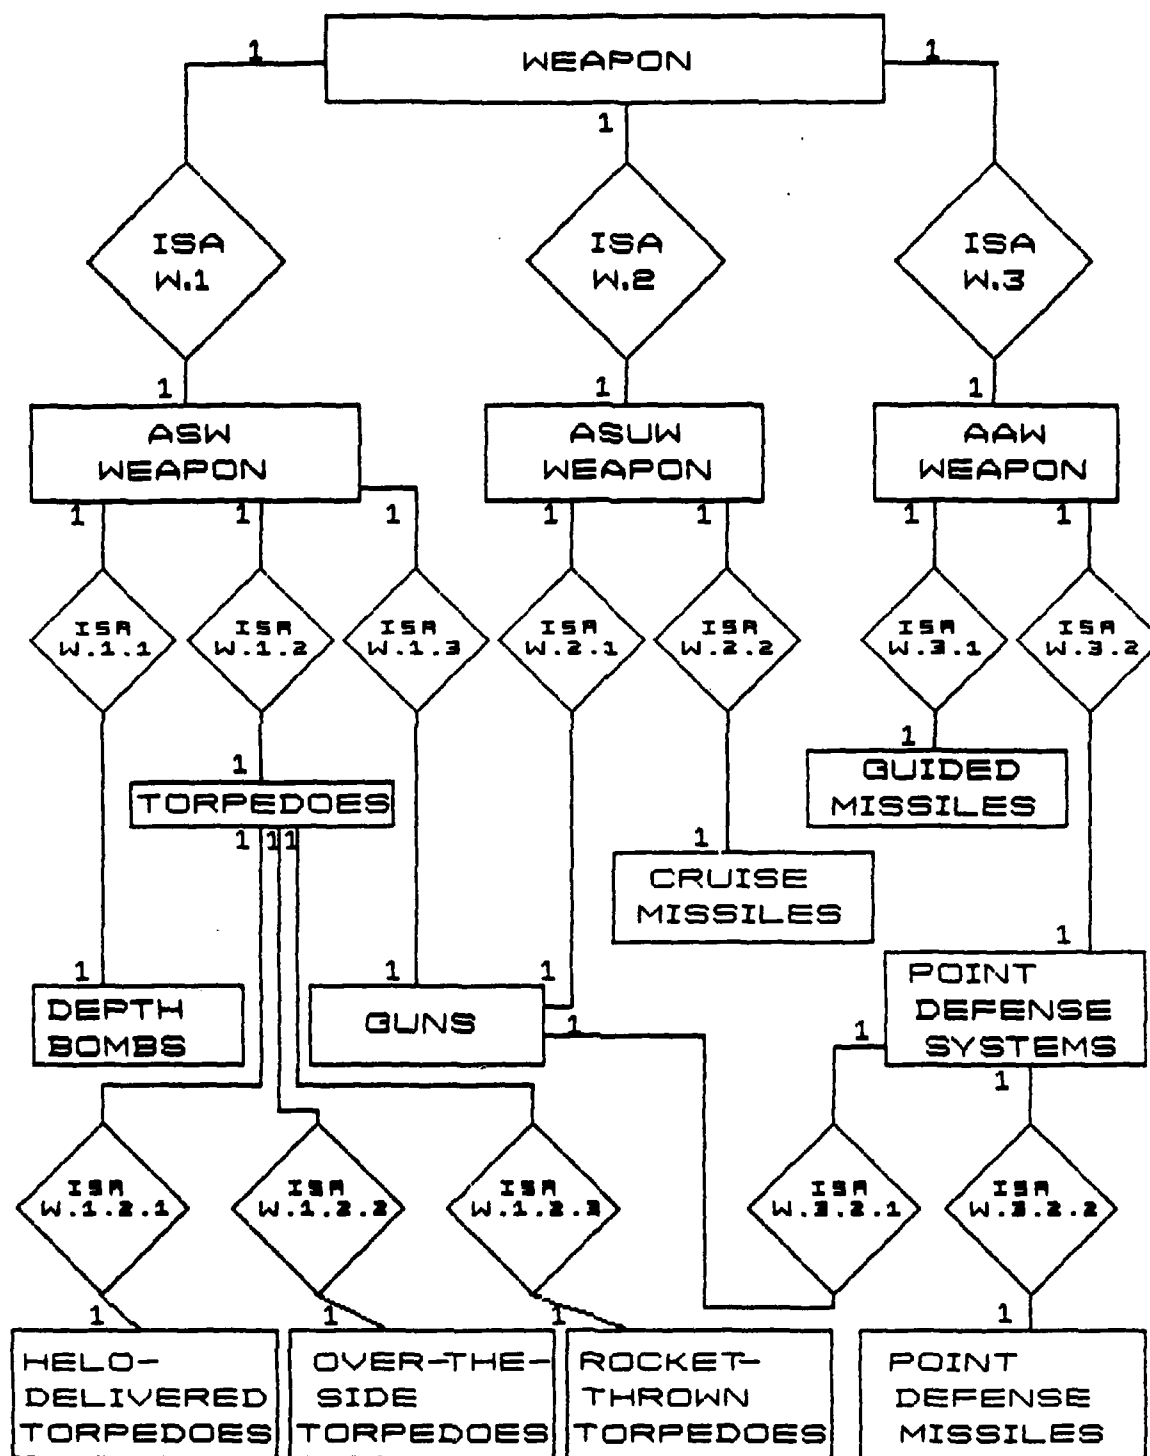 1
WEAPON
1
1
ISA
W.1
ISA
W.2
ISA
W.3
1
1
1
ASW
WEAPON
ASUW
WEAPON
AAW
WEAPON
1
1
1
1
1
1
1
ISA
W.1.1
ISA
W.1.2
ISA
W.1.3
ISA
W.2.1
ISA
W.2.2
ISA
W.3.1
ISA
W.3.2
1
GUIDED
MISSILES
1
TORPEDOES
1
1
1
1
CRUISE
MISSILES
1
POINT
DEFENSE
SYSTEMS
1
DEPTH
BOMBS
1
GUNS
1
1
1
1
ISA
W.1.2.1
ISA
W.1.2.2
ISA
W.1.2.3
ISA
W.3.2.1
ISA
W.3.2.2
1
1
1
1
HELO-
DELIVERED
TORPEDOES
OVER-THE-
SIDE
TORPEDOES
ROCKET-
THROWN
TORPEDOES
POINT
DEFENSE
MISSILES